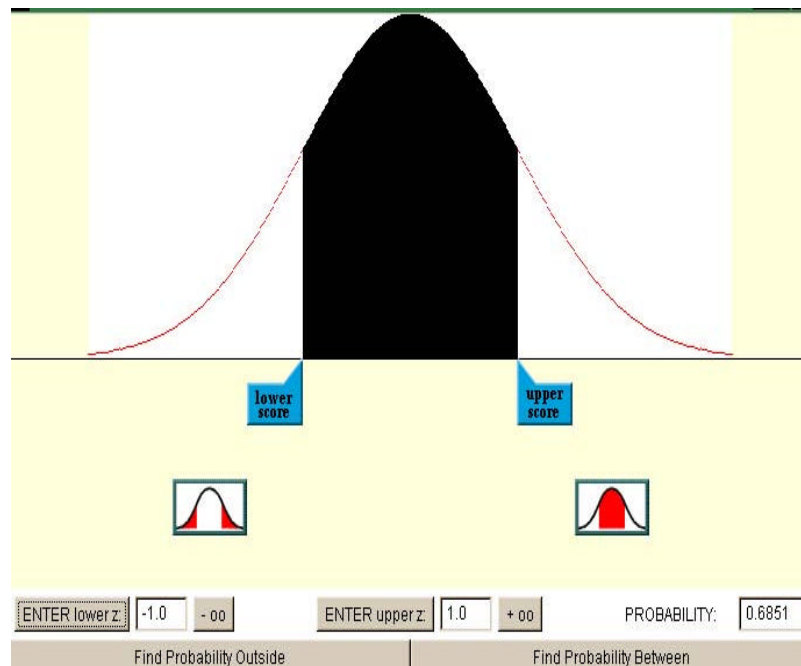 lower
score
upper
score
ENTER lower z: -1.0 - oo ENTER upper z: 1.0 + oo PROBABILITY: 0.6851
Find Probability Outside Find Probability Between